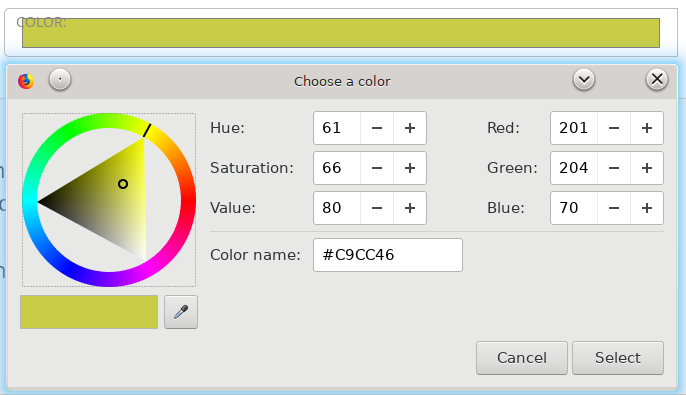 COLOR:
Choose a color
Hue: 61 − + Red: 201 − +
Saturation: 66 − + Green: 204 − +
Value: 80 − + Blue: 70 − +
Color name: #C9CC46
Cancel Select